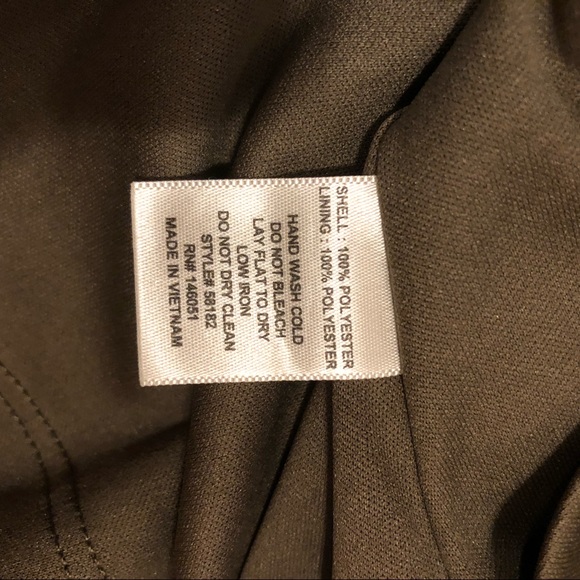 SHELL : 100% POLYESTER
LINING : 100% POLYESTER
HAND WASH COLD
DO NOT BLEACH
LAY FLAT TO DRY
LOW IRON
DO NOT DRY CLEAN
STYLE# 58182
RN# 146051
MADE IN VIETNAM